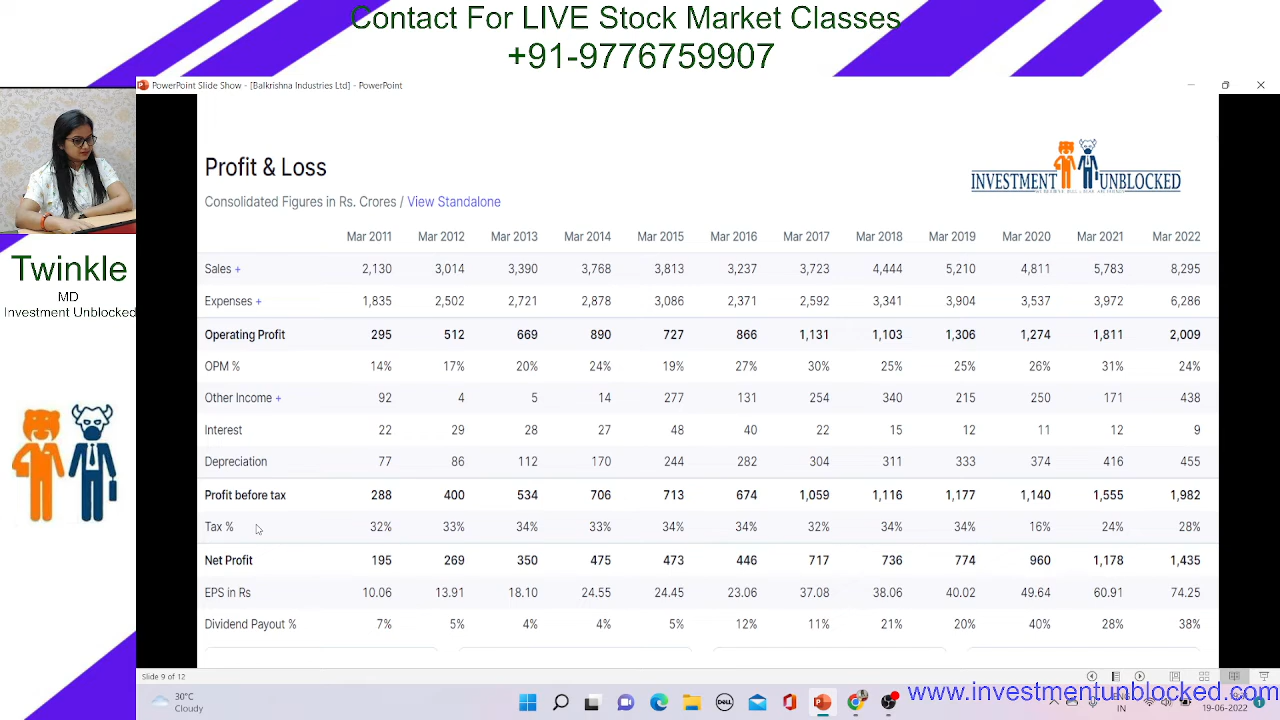 Contact For LIVE Stock Market Classes
+91-9776759907
PowerPoint Slide Show - [Balkrishna Industries Ltd] - PowerPoint
Profit & Loss
INVESTMENT UNBLOCKED
Consolidated Figures in Rs. Crores / View Standalone
Mar 2011 Mar 2012 Mar 2013 Mar 2014 Mar 2015 Mar 2016 Mar 2017 Mar 2018 Mar 2019 Mar 2020 Mar 2021 Mar 2022
Sales + 2,130 3,014 3,390 3,768 3,813 3,237 3,723 4,444 5,210 4,811 5,783 8,295
Expenses + 1,835 2,502 2,721 2,878 3,086 2,371 2,592 3,341 3,904 3,537 3,972 6,286
Operating Profit 295 512 669 890 727 866 1,131 1,103 1,306 1,274 1,811 2,009
OPM % 14% 17% 20% 24% 19% 27% 30% 25% 25% 26% 31% 24%
Other Income + 92 4 5 14 277 131 254 340 215 250 171 438
Interest 22 29 28 27 48 40 22 15 12 11 12 9
Depreciation 77 86 112 170 244 282 304 311 333 374 416 455
Profit before tax 288 400 534 706 713 674 1,059 1,116 1,177 1,140 1,555 1,982
Tax % 32% 33% 34% 33% 34% 34% 32% 34% 34% 16% 24% 28%
Net Profit 195 269 350 475 473 446 717 736 774 960 1,178 1,435
EPS in Rs 10.06 13.91 18.10 24.55 24.45 23.06 37.08 38.06 40.02 49.64 60.91 74.25
Dividend Payout % 7% 5% 4% 4% 5% 12% 11% 21% 20% 40% 28% 38%
Twinkle
MD
Investment Unblocked
Slide 9 of 12
30°C
Cloudy
DELL
www.investmentunblocked.com
IN
19-06-2022